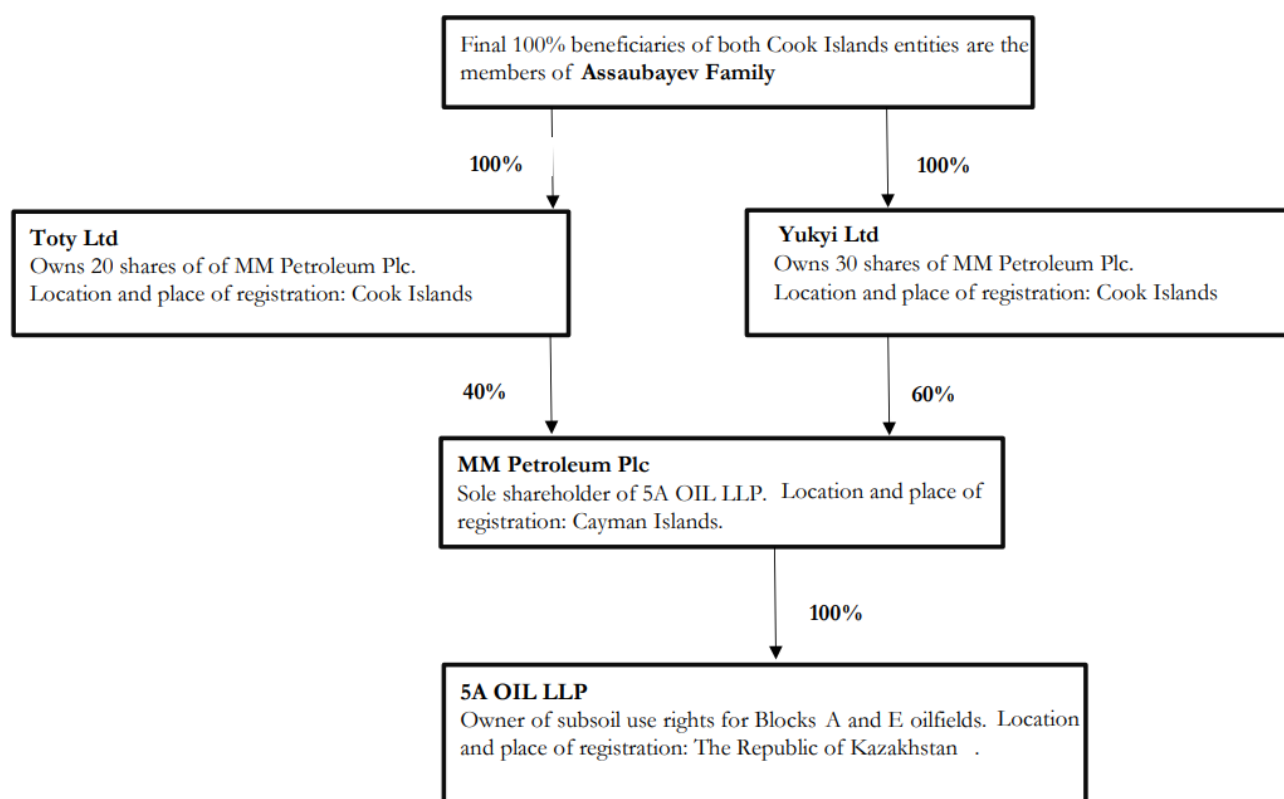 Final 100% beneficiaries of both Cook Islands entities are the
members of Assaubayev Family
100%
100%
Toty Ltd
Owns 20 shares of of MM Petroleum Plc.
Location and place of registration: Cook Islands
Yukyi Ltd
Owns 30 shares of MM Petroleum Plc.
Location and place of registration: Cook Islands
40%
60%
MM Petroleum Plc
Sole shareholder of 5A OIL LLP. Location and place of
registration: Cayman Islands.
100%
5A OIL LLP
Owner of subsoil use rights for Blocks A and E oilfields. Location
and place of registration: The Republic of Kazakhstan .